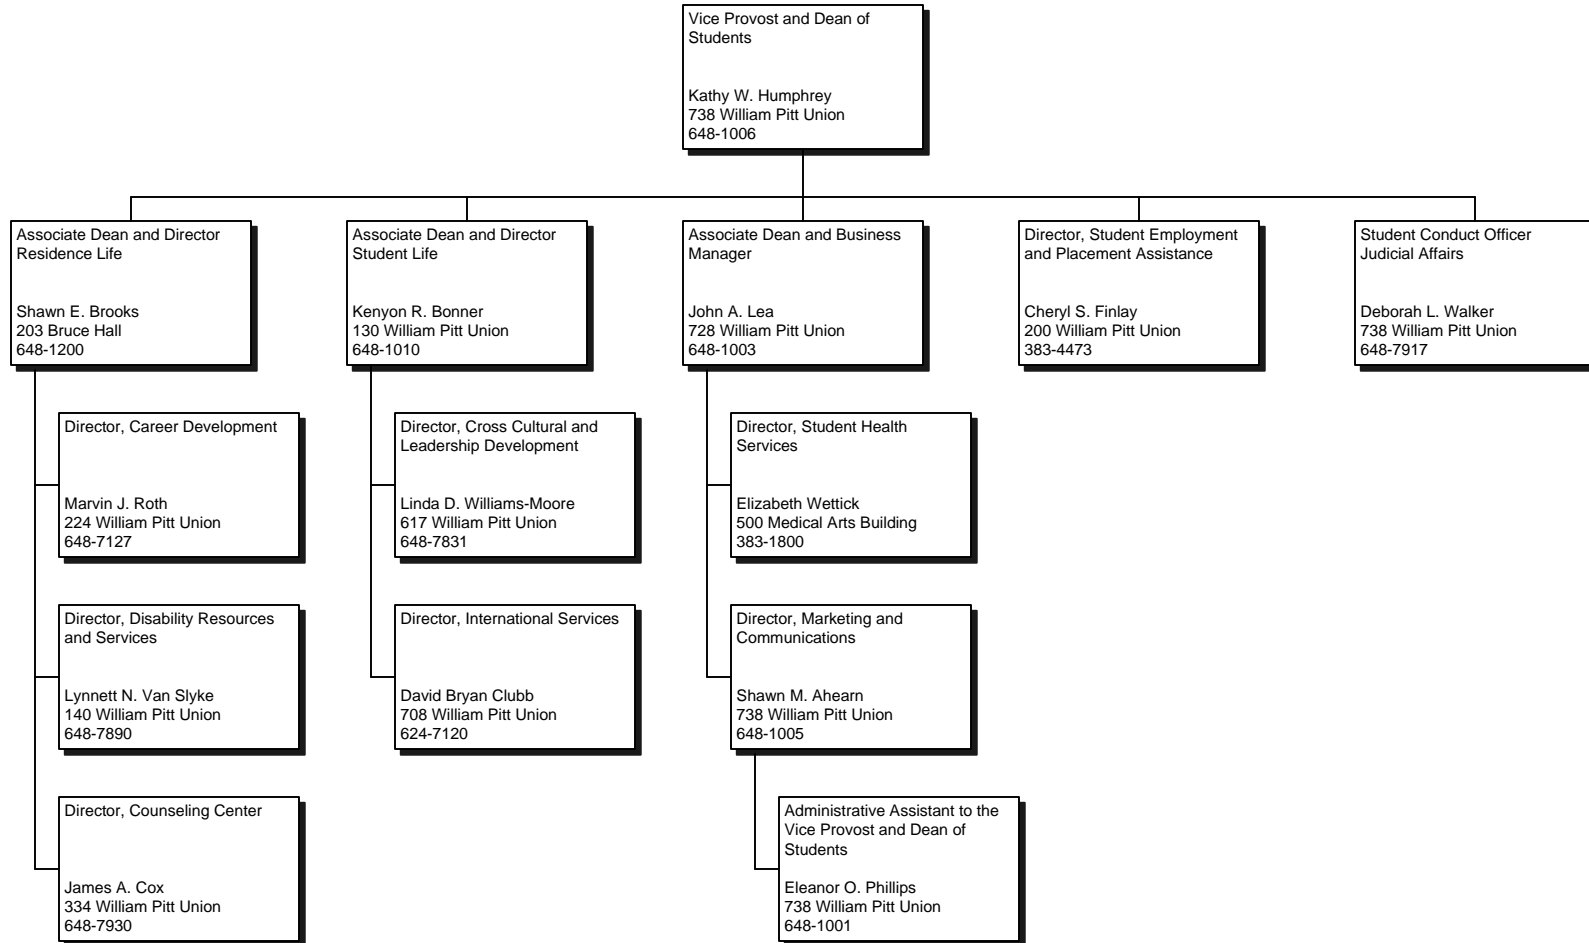 Vice Provost and Dean of
Students
Kathy W. Humphrey
738 William Pitt Union
648-1006
Associate Dean and Director
Residence Life
Shawn E. Brooks
203 Bruce Hall
648-1200
Associate Dean and Director
Student Life
Kenyon R. Bonner
130 William Pitt Union
648-1010
Associate Dean and Business
Manager
John A. Lea
728 William Pitt Union
648-1003
Director, Student Employment
and Placement Assistance
Cheryl S. Finlay
200 William Pitt Union
383-4473
Student Conduct Officer
Judicial Affairs
Deborah L. Walker
738 William Pitt Union
648-7917
Director, Career Development
Marvin J. Roth
224 William Pitt Union
648-7127
Director, Cross Cultural and
Leadership Development
Linda D. Williams-Moore
617 William Pitt Union
648-7831
Director, Student Health
Services
Elizabeth Wettick
500 Medical Arts Building
383-1800
Director, Disability Resources
and Services
Lynnett N. Van Slyke
140 William Pitt Union
648-7890
Director, International Services
David Bryan Clubb
708 William Pitt Union
624-7120
Director, Marketing and
Communications
Shawn M. Ahearn
738 William Pitt Union
648-1005
Director, Counseling Center
James A. Cox
334 William Pitt Union
648-7930
Administrative Assistant to the
Vice Provost and Dean of
Students
Eleanor O. Phillips
738 William Pitt Union
648-1001